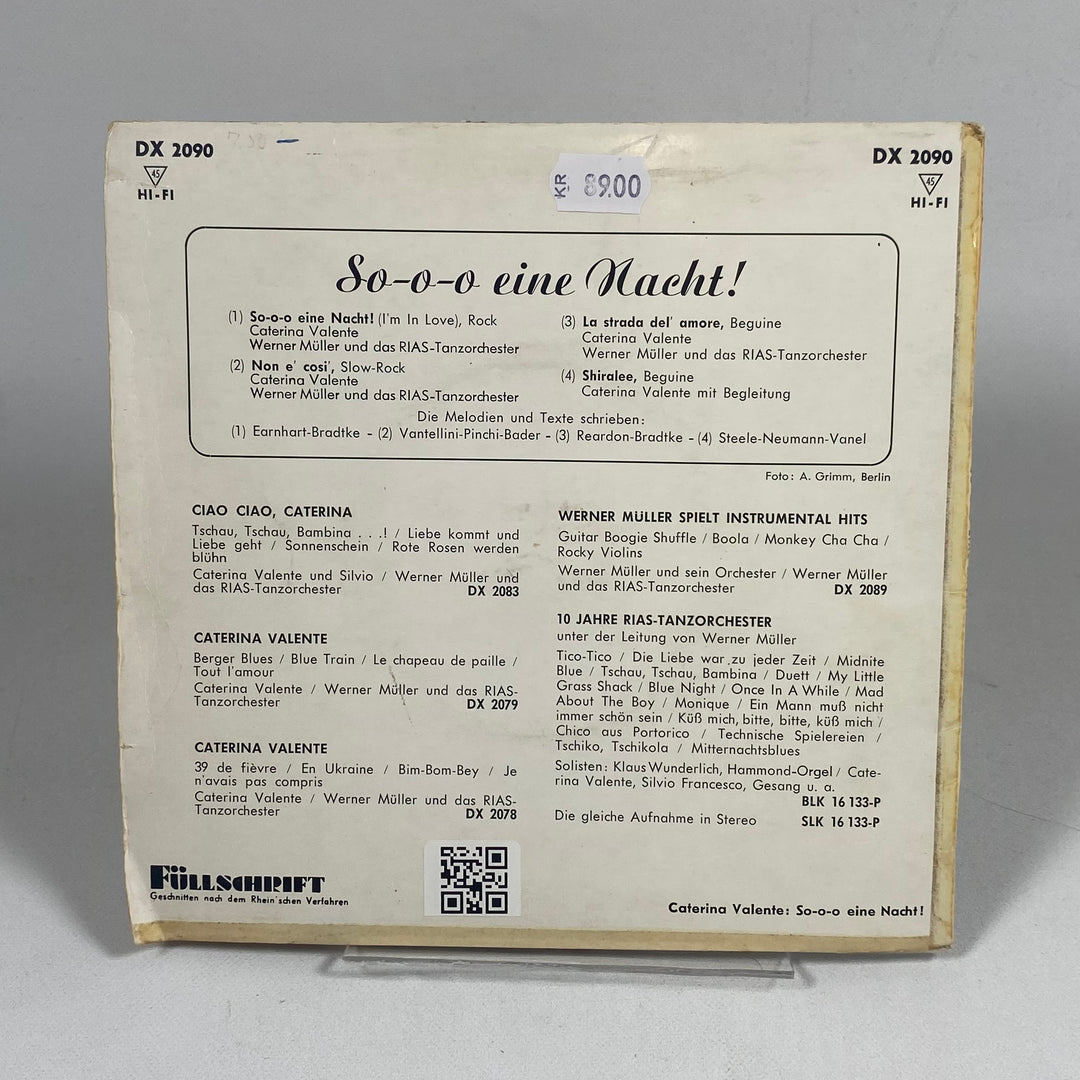 DX 2090
45
HI-FI
KR 89.00
DX 2090
45
HI-FI
So-o-o eine Nacht!
(1) So-o-o eine Nacht! (I'm In Love), Rock
Caterina Valente
Werner Müller und das RIAS-Tanzorchester
(2) Non e' cosi', Slow-Rock
Caterina Valente
Werner Müller und das RIAS-Tanzorchester
(3) La strada del' amore, Beguine
Caterina Valente
Werner Müller und das RIAS-Tanzorchester
(4) Shiralee, Beguine
Caterina Valente mit Begleitung
Die Melodien und Texte schrieben:
(1) Earnhart-Bradtke - (2) Vantellini-Pinchi-Bader - (3) Reardon-Bradtke - (4) Steele-Neumann-Vanel
Foto: A. Grimm, Berlin
CIAO CIAO, CATERINA
Tschau, Tschau, Bambina . . .! / Liebe kommt und
Liebe geht / Sonnenschein / Rote Rosen werden
blühn
Caterina Valente und Silvio / Werner Müller und
das RIAS-Tanzorchester DX 2083
CATERINA VALENTE
Berger Blues / Blue Train / Le chapeau de paille /
Tout l'amour
Caterina Valente / Werner Müller und das RIAS-
Tanzorchester DX 2079
CATERINA VALENTE
39 de fièvre / En Ukraine / Bim-Bom-Bey / Je
n'avais pas compris
Caterina Valente / Werner Müller und das RIAS-
Tanzorchester DX 2078
WERNER MÜLLER SPIELT INSTRUMENTAL HITS
Guitar Boogie Shuffle / Boola / Monkey Cha Cha /
Rocky Violins
Werner Müller und sein Orchester / Werner Müller
und das RIAS-Tanzorchester DX 2089
10 JAHRE RIAS-TANZORCHESTER
unter der Leitung von Werner Müller
Tico-Tico / Die Liebe war zu jeder Zeit / Midnite
Blue / Tschau, Tschau, Bambina / Duett / My Little
Grass Shack / Blue Night / Once In A While / Mad
About The Boy / Monique / Ein Mann muß nicht
immer schön sein / Küß mich, bitte, bitte, küß mich /
Chico aus Portorico / Technische Spielereien /
Tschiko, Tschikola / Mitternachtsblues
Solisten: Klaus Wunderlich, Hammond-Orgel / Cate-
rina Valente, Silvio Francesco, Gesang u. a.
BLK 16 133-P
Die gleiche Aufnahme in Stereo SLK 16 133-P
FÜLLSCHRIFT
Geschnitten nach dem Rhein'schen Verfahren
Caterina Valente: So-o-o eine Nacht!